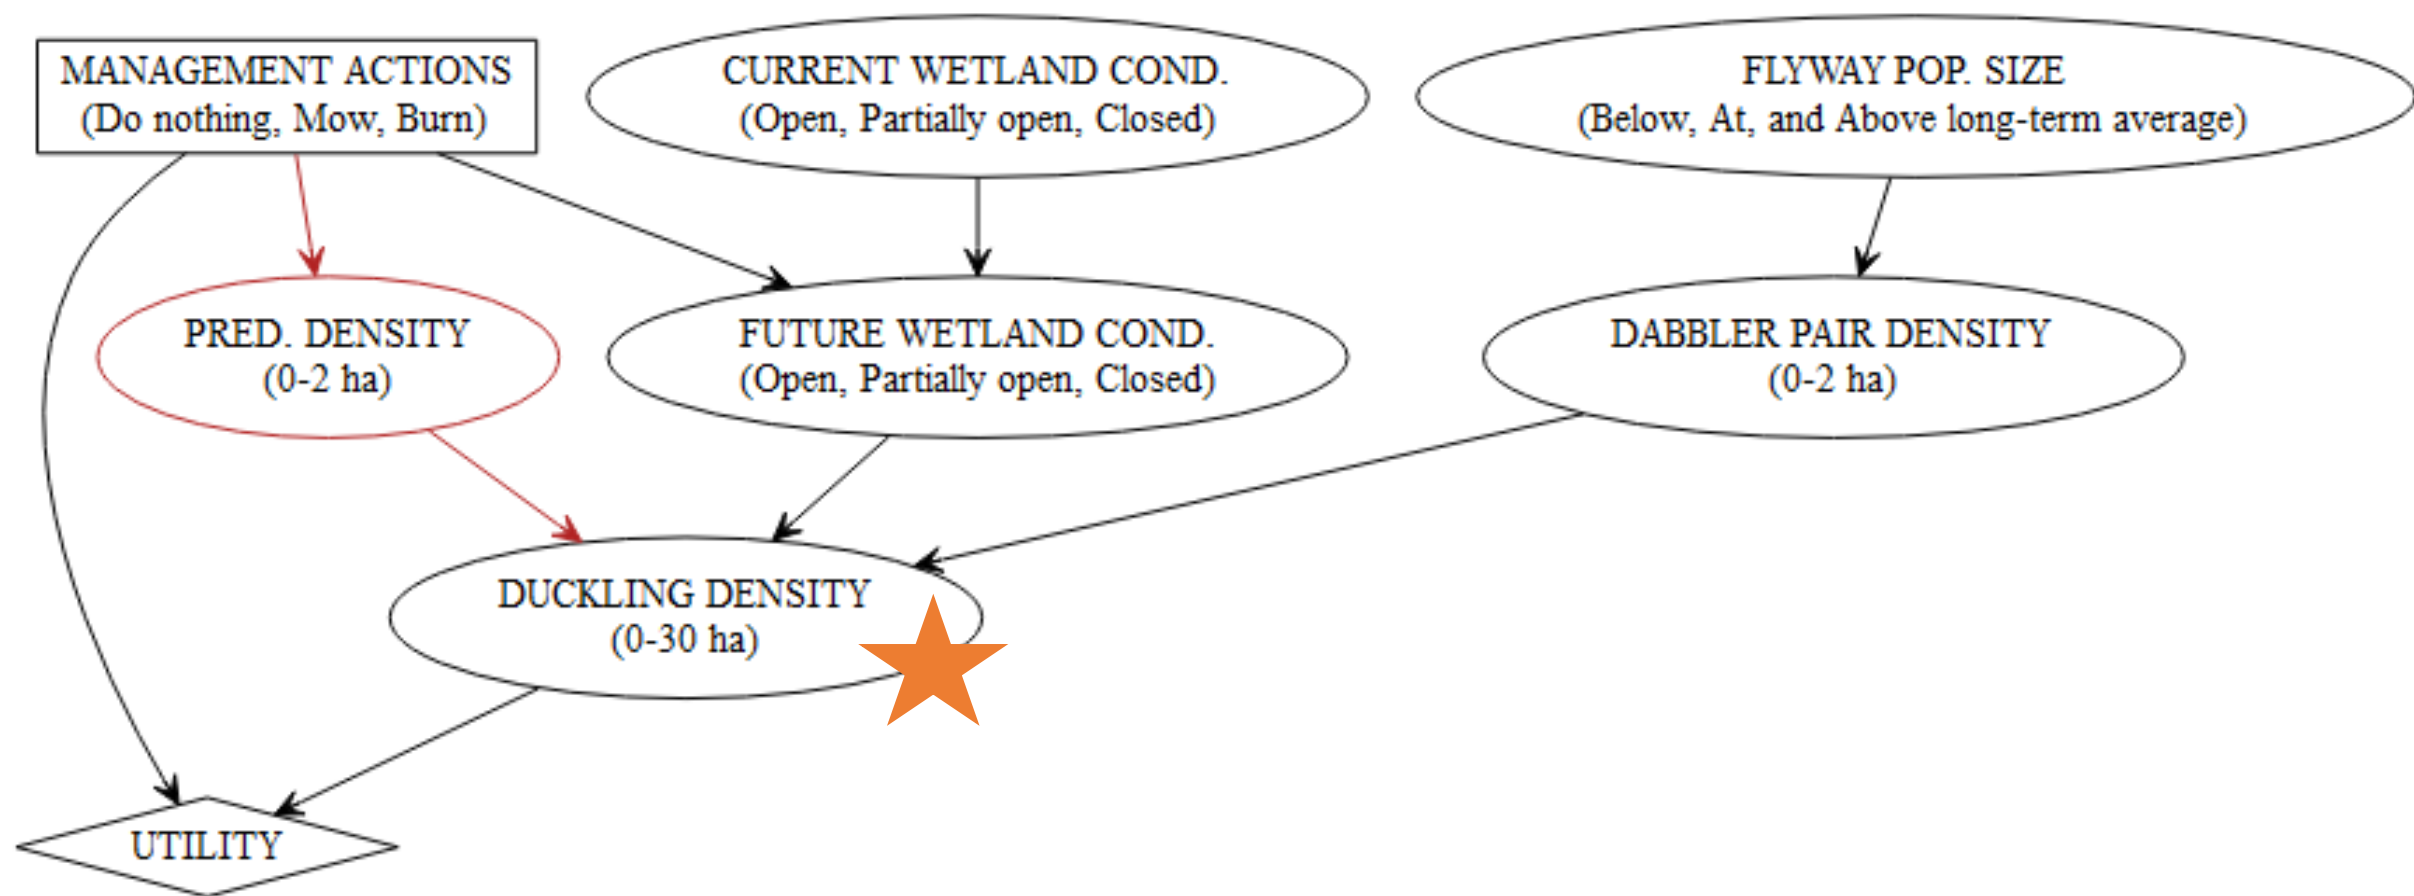 MANAGEMENT ACTIONS
(Do nothing, Mow, Burn)
CURRENT WETLAND COND.
(Open, Partially open, Closed)
FLYWAY POP. SIZE
(Below, At, and Above long-term average)
PRED. DENSITY
(0-2 ha)
FUTURE WETLAND COND.
(Open, Partially open, Closed)
DABBLER PAIR DENSITY
(0-2 ha)
DUCKLING DENSITY
(0-30 ha)
UTILITY